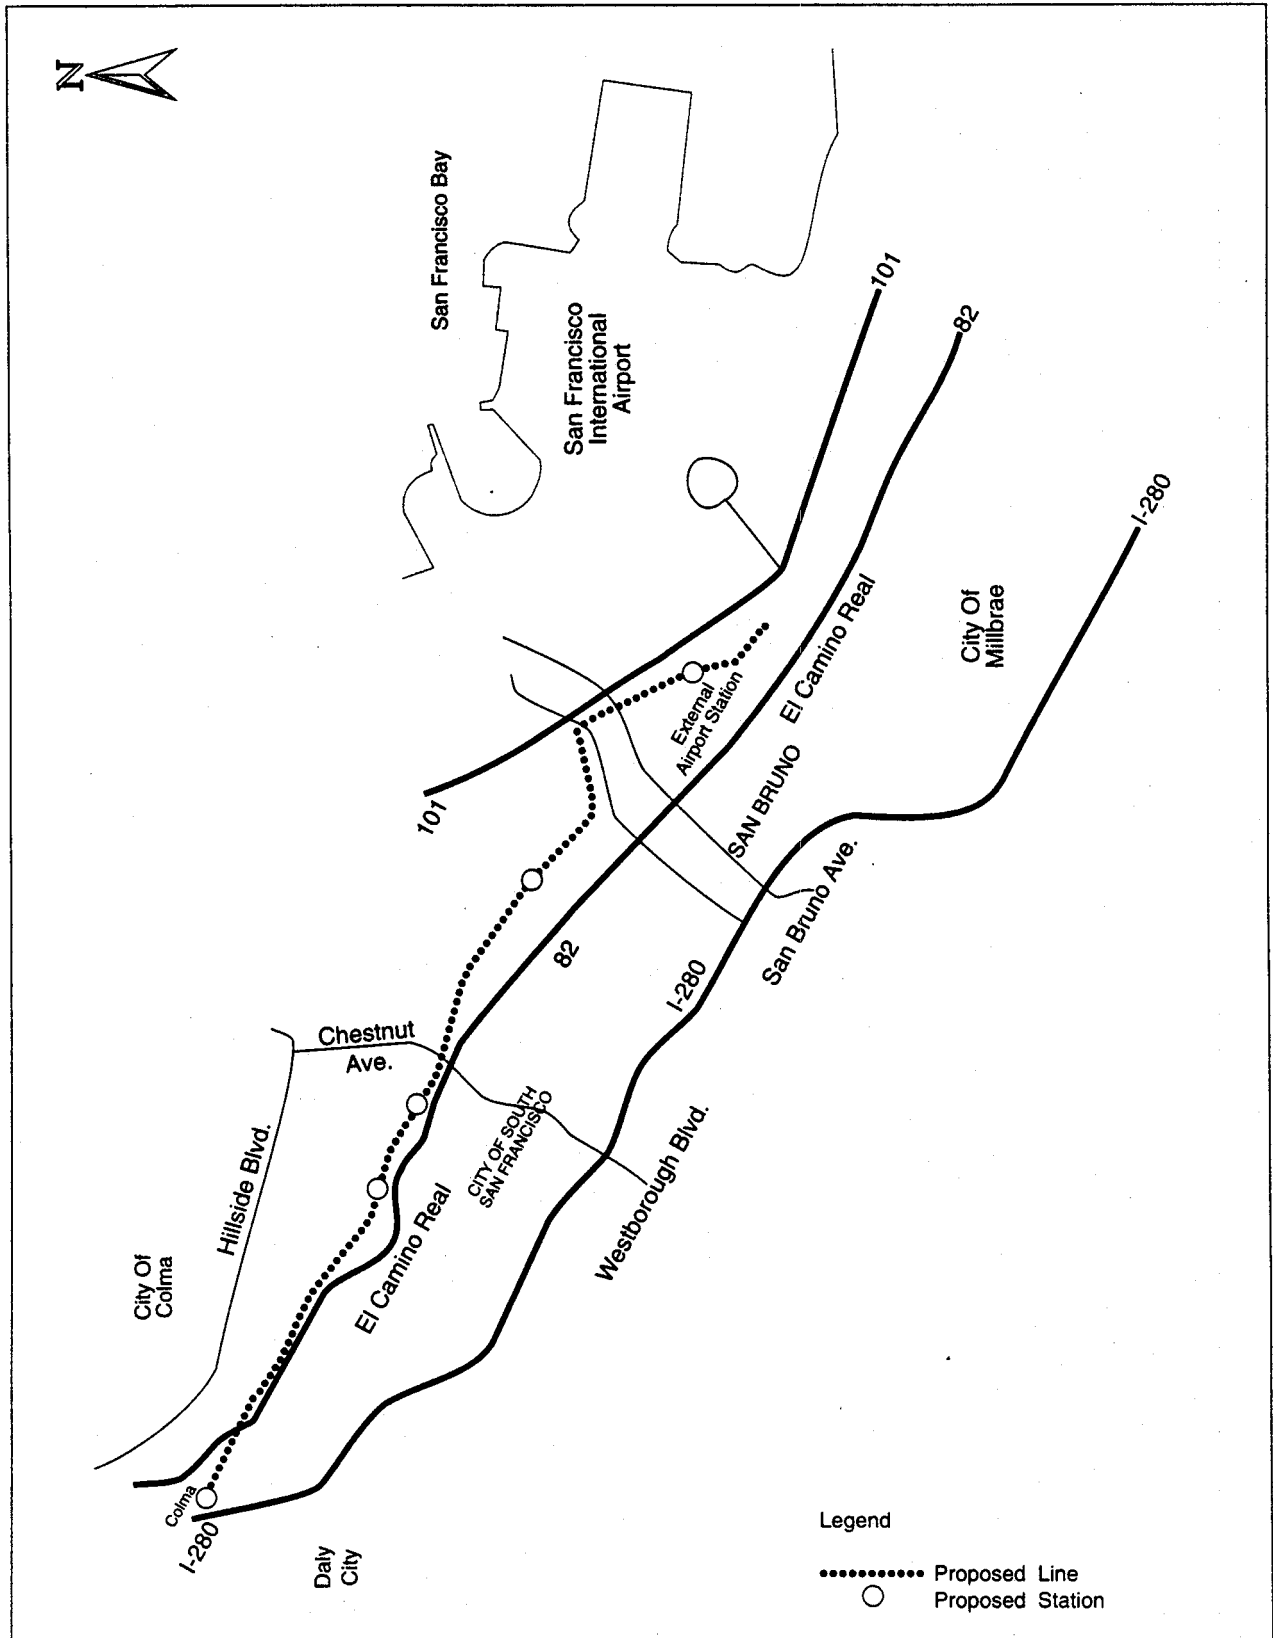 N
San Francisco Bay
San Francisco
International
Airport
101
82
I-280
City Of
Millbrae
El Camino Real
External
Airport Station
SAN BRUNO
101
San Bruno Ave.
82
I-280
Chestnut
Ave.
CITY OF SOUTH
SAN FRANCISCO
Westborough Blvd.
Hillside Blvd.
El Camino Real
City Of
Colma
Colma
I-280
Daly
City
Legend
Proposed Line
Proposed Station